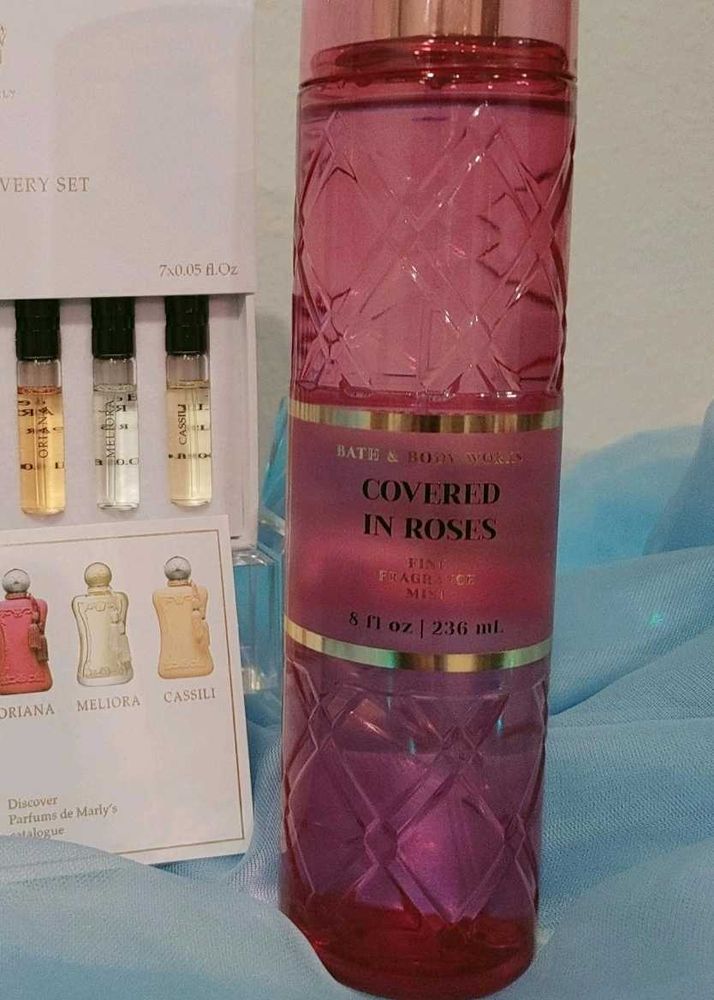 VERY SET
7x0.05 fl.Oz
ORIANA
MELIORA
CASSILI
ORIANA
MELIORA
CASSILI
Discover
Parfums de Marly's
catalogue
BATH & BODY WORKS
COVERED
IN ROSES
FINE
FRAGRANCE
MIST
8 fl oz | 236 mL